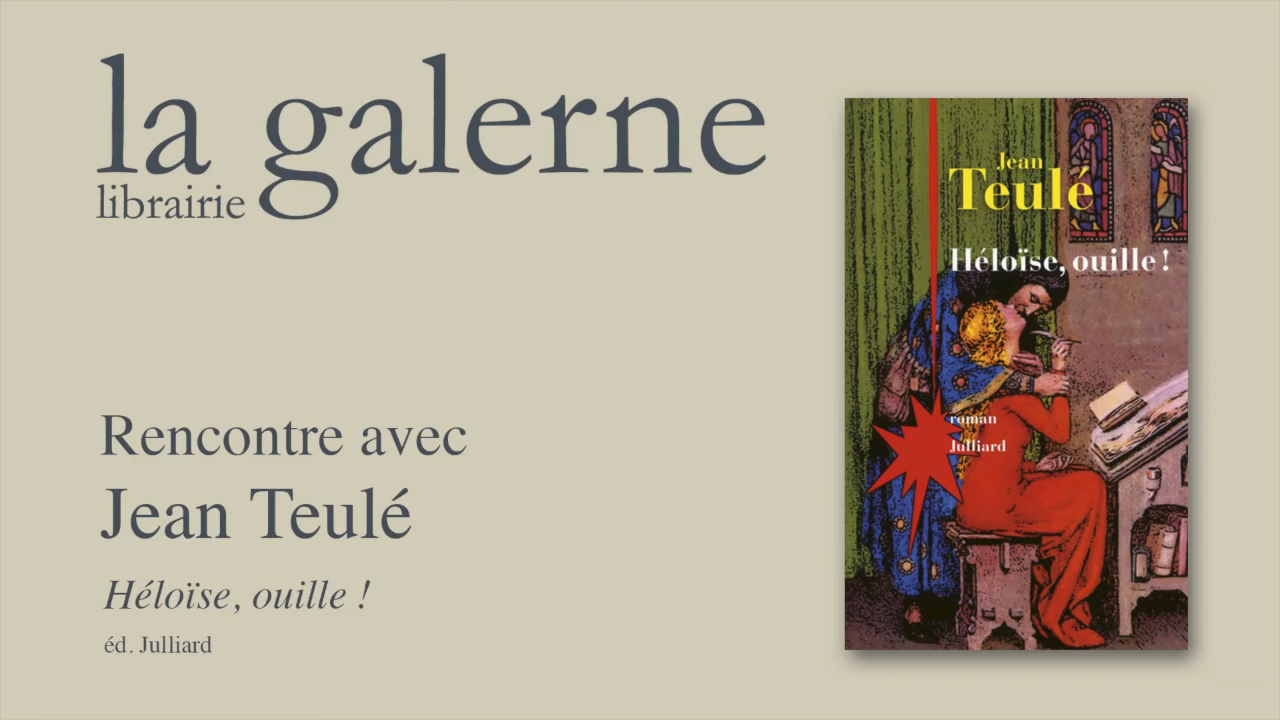 la galerne
librairie
Rencontre avec
Jean Teulé
Héloïse, ouille !
éd. Julliard
Jean
Teulé
Héloïse, ouille !
roman
Julliard